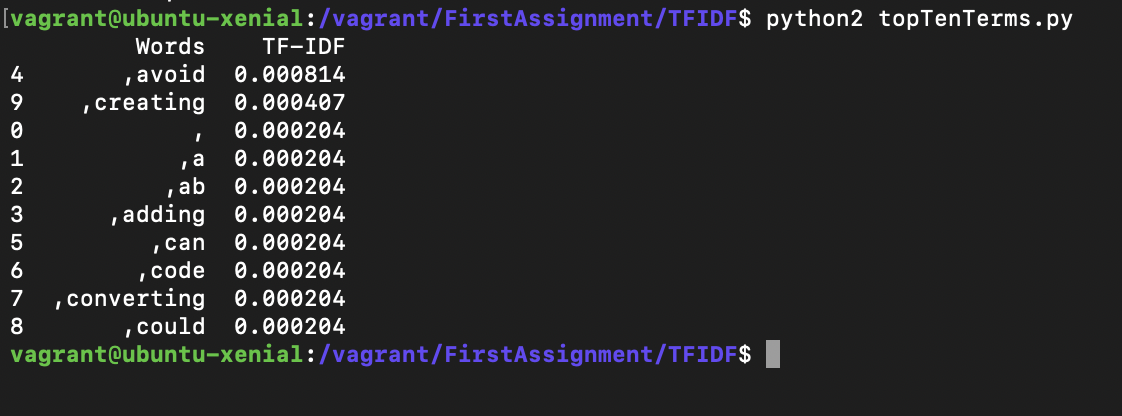 [vagrant@ubuntu-xenial:/vagrant/FirstAssignment/TFIDF$ python2 topTenTerms.py
Words TF-IDF
4 ,avoid 0.000814
9 ,creating 0.000407
0 , 0.000204
1 ,a 0.000204
2 ,ab 0.000204
3 ,adding 0.000204
5 ,can 0.000204
6 ,code 0.000204
7 ,converting 0.000204
8 ,could 0.000204
vagrant@ubuntu-xenial:/vagrant/FirstAssignment/TFIDF$